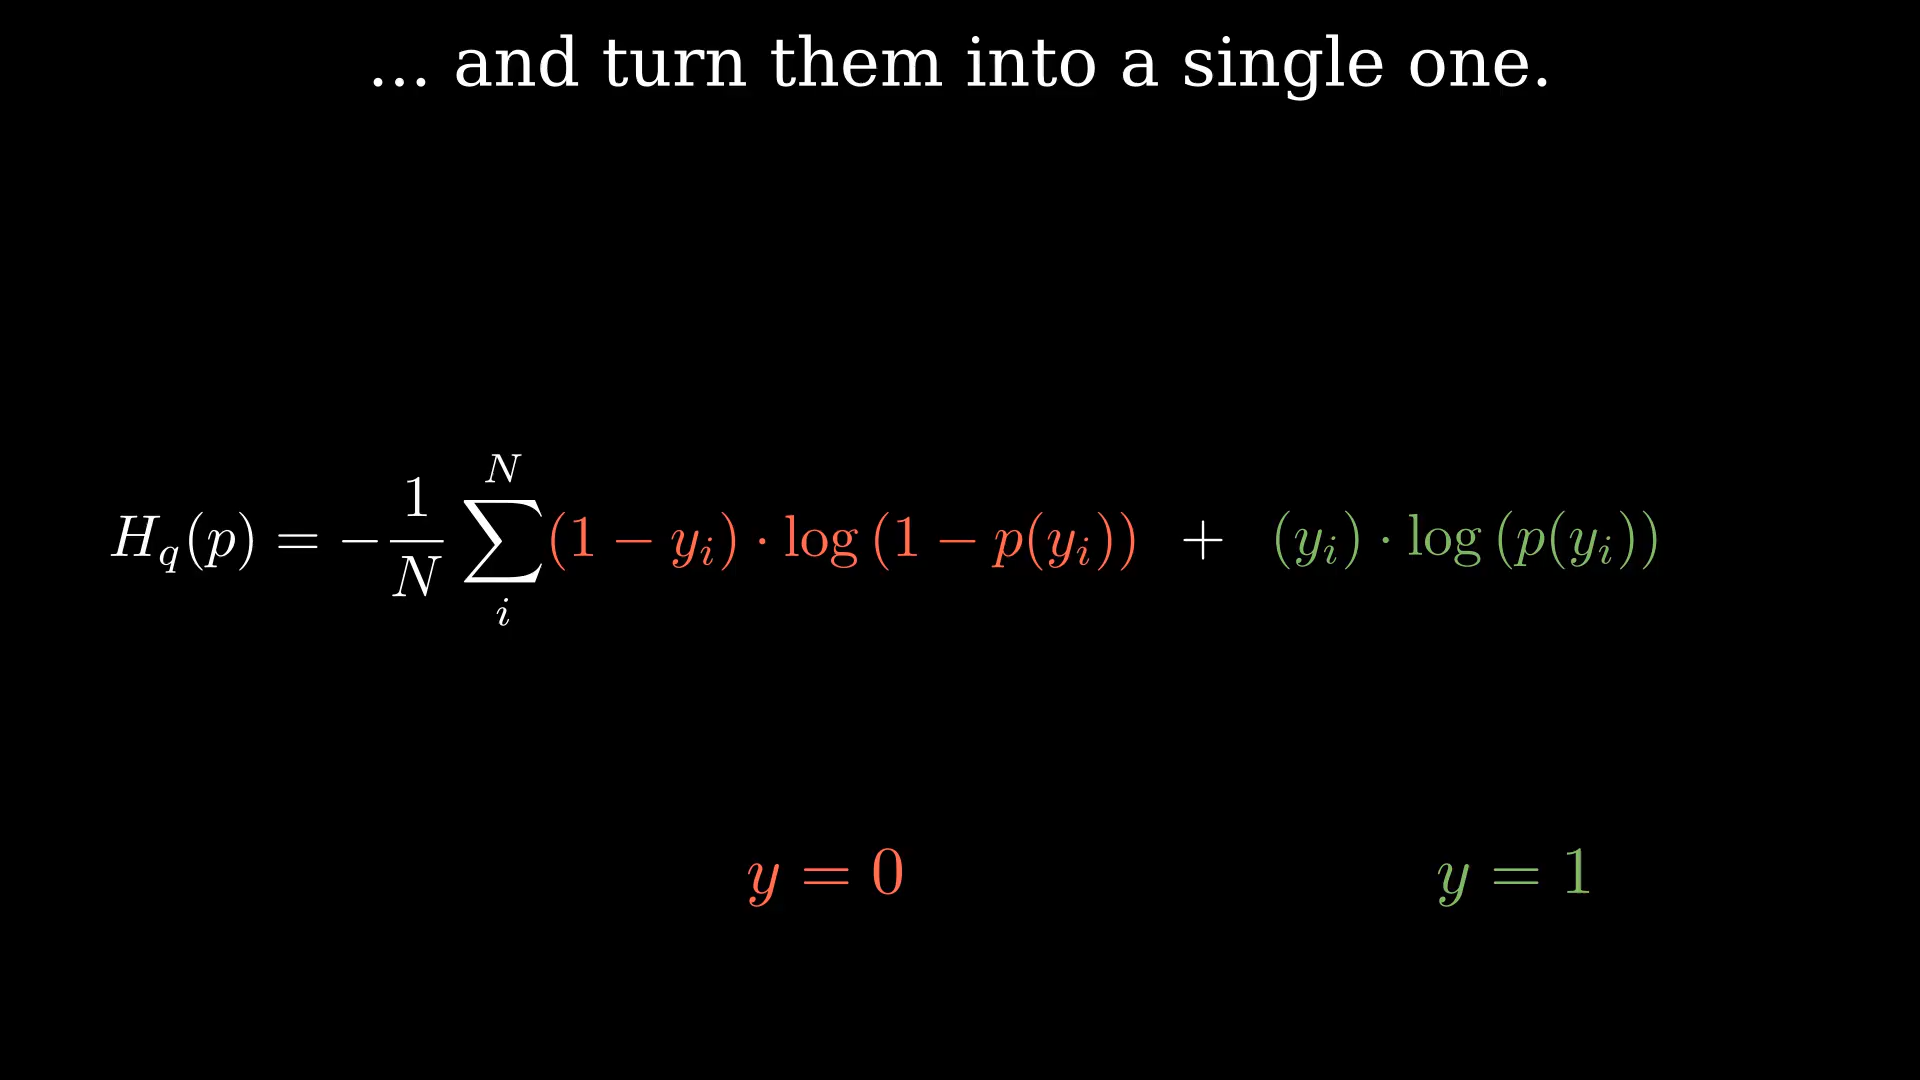 ... and turn them into a single one.
H_q(p) = -\frac{1}{N} \sum_{i}^{N} (1 - y_i) \cdot \log(1 - p(y_i)) + (y_i) \cdot \log(p(y_i))
y = 0 y = 1